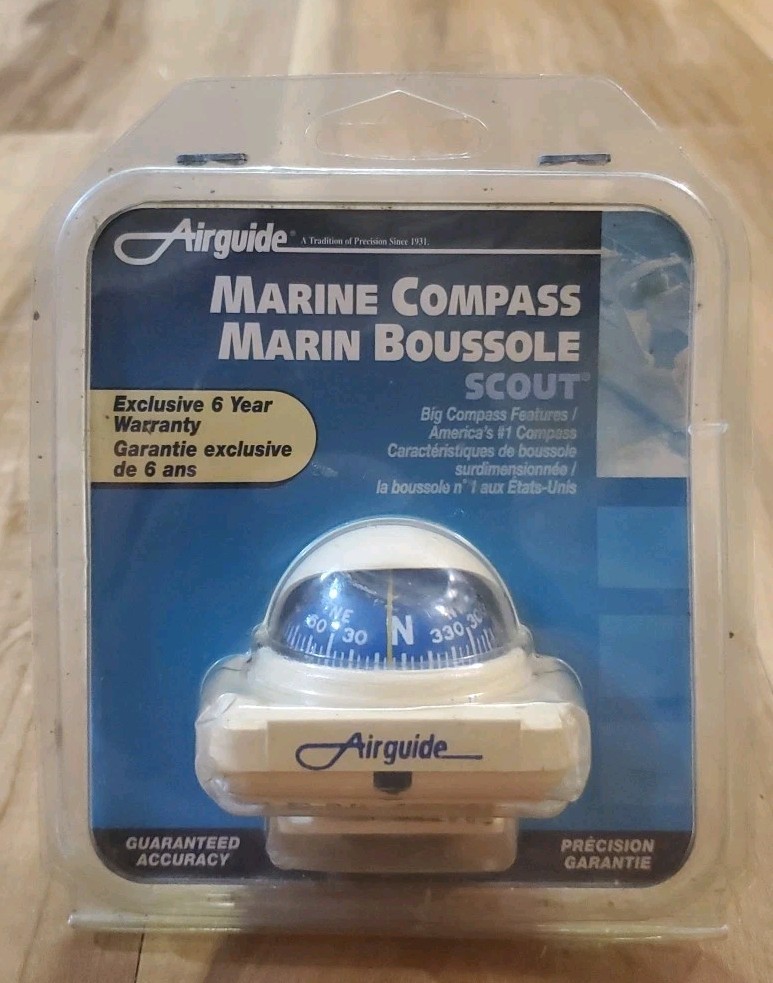 Airguide® A Tradition of Precision Since 1931.
MARINE COMPASS
MARIN BOUSSOLE
SCOUT®
Exclusive 6 Year
Warranty
Garantie exclusive
de 6 ans
Big Compass Features /
America's #1 Compass
Caractéristiques de boussole
surdimensionnée /
la boussole n° 1 aux États-Unis
NE
60 30 N 330 30
Airguide
GUARANTEED
ACCURACY
PRÉCISION
GARANTIE